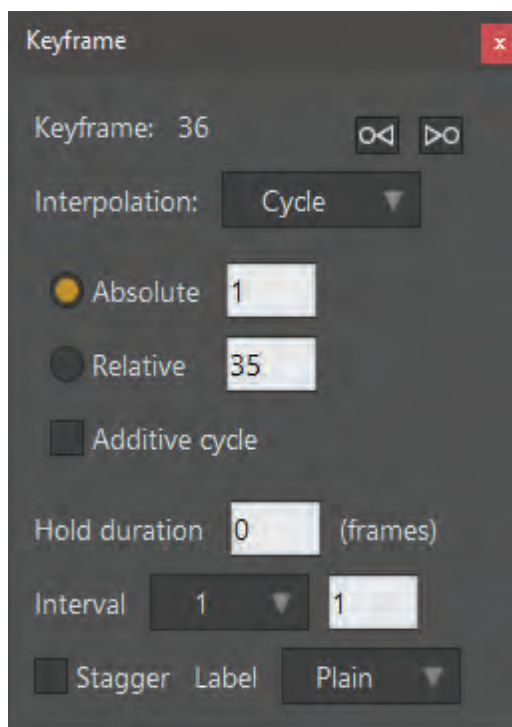 Keyframe x
Keyframe: 36
Interpolation: Cycle
Absolute 1
Relative 35
Additive cycle
Hold duration 0 (frames)
Interval 1 1
Stagger Label Plain